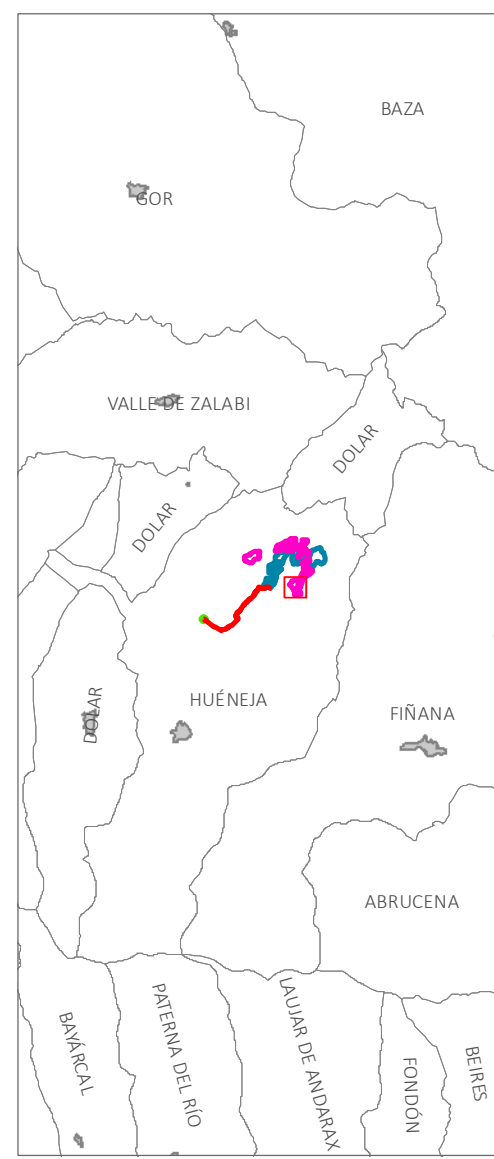 BAZA
GOR
VALLE DE ZALABI
DOLAR
DOLAR
HUÉNEJA
DOLAR
FIÑANA
ABRUCENA
BAYÁRCAL
PATERNA DEL RÍO
LAUJAR DE ANDARAX
FONDÓN
BEIRES